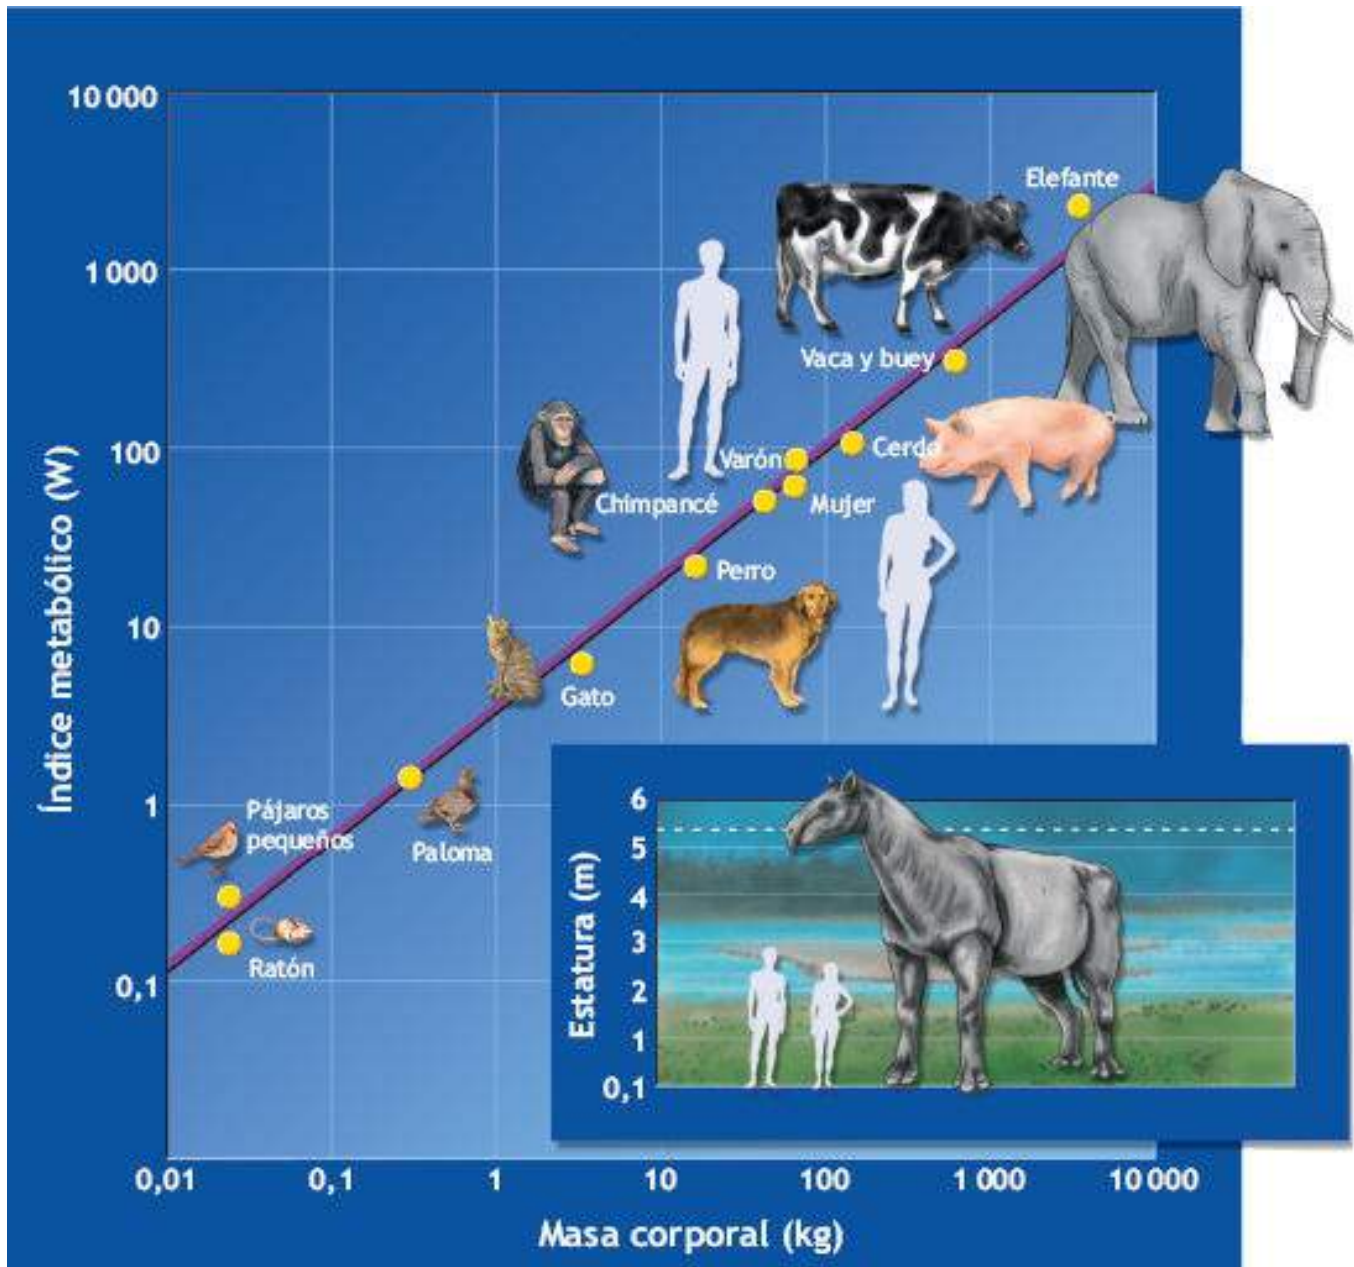 10 000
1 000
100
10
1
0,1
Índice metabólico (W)
Elefante
Vaca y buey
Varón
Cerdo
Chimpancé
Mujer
Perro
Gato
Pájaros
pequeños
Paloma
Ratón
6
5
4
3
2
1
0,1
Estatura (m)
0,01
0,1
1
10
100
1 000
10 000
Masa corporal (kg)